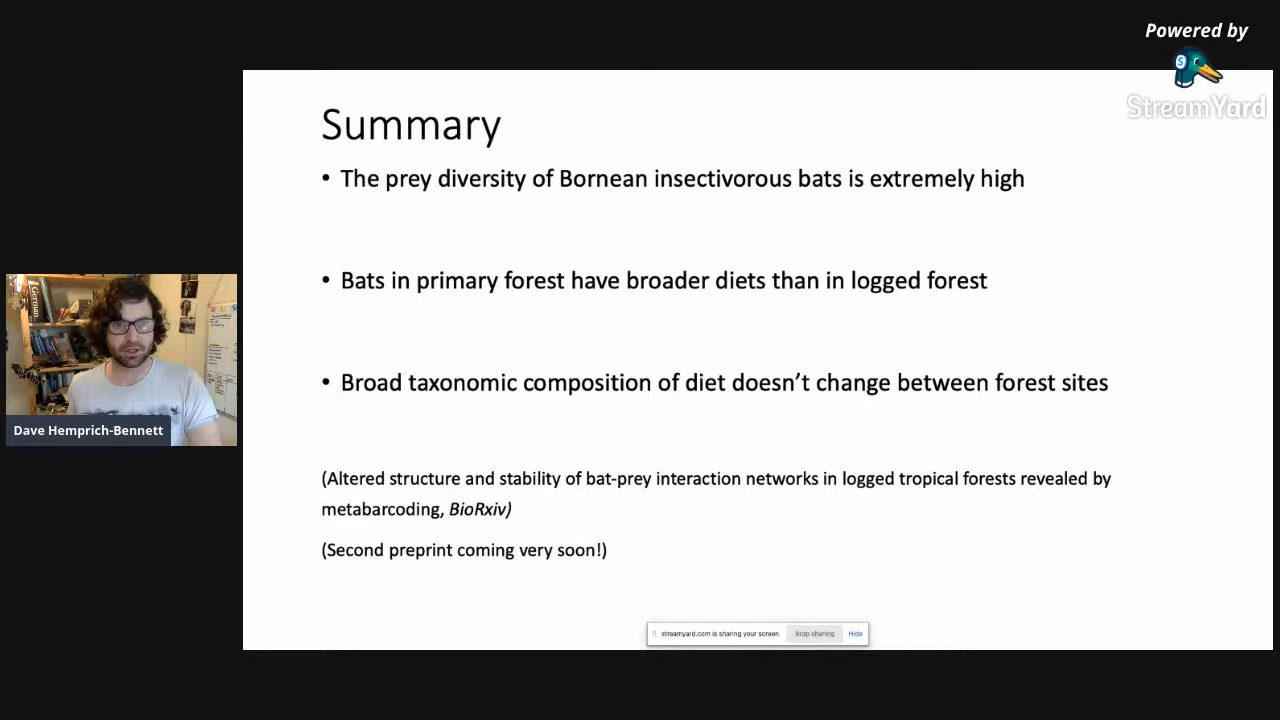 Powered by
StreamYard
Summary
• The prey diversity of Bornean insectivorous bats is extremely high
• Bats in primary forest have broader diets than in logged forest
• Broad taxonomic composition of diet doesn't change between forest sites
(Altered structure and stability of bat-prey interaction networks in logged tropical forests revealed by
metabarcoding, BioRxiv)
(Second preprint coming very soon!)
German
Dave Hemprich-Bennett
streamyard.com is sharing your screen.
Stop sharing
Hide